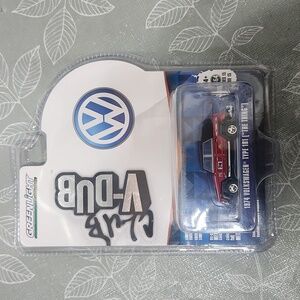 GREENLIGHT
Club
V-DUB
1974 VOLKSWAGEN TYPE 181 ("THE THING")